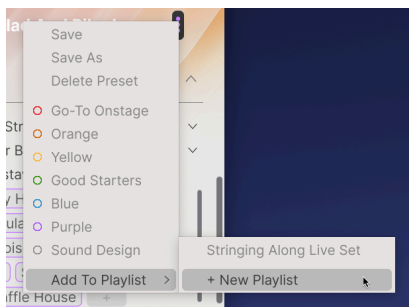 Save
Save As
Delete Preset
Go-To Onstage
Orange
Yellow
Good Starters
Blue
Purple
Sound Design
Add To Playlist >
Stringing Along Live Set
+ New Playlist
affle House +